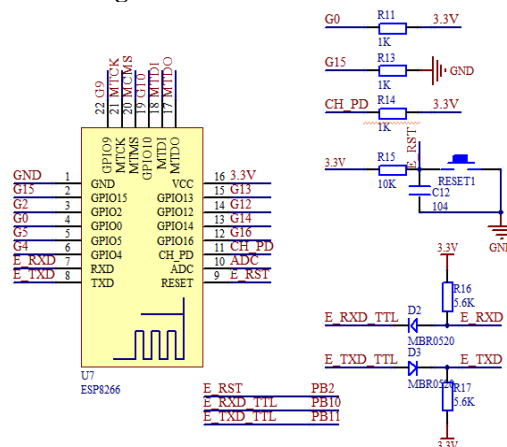 G0 R11 3.3V
1K
G15 R13 GND
1K
CH_PD R14 3.3V
1K
E_RST
3.3V R15 RESET1
10K C12
104
GND
22 G9
21 MTCK
20 MCMS
19 G10
18 MTDI
17 MTDO
GPIO9
MTCK
MTMS
GPIO10
MTDI
MTDO
GND 1 GND VCC 16 3.3V
G15 2 GPIO15 GPIO13 15 G13
G2 3 GPIO2 GPIO12 14 G12
G0 4 GPIO0 GPIO14 13 G14
G5 5 GPIO5 GPIO16 12 G16
G4 6 GPIO4 CH_PD 11 CH_PD
E_RXD 7 RXD ADC 10 ADC
E_TXD 8 TXD RESET 9 E_RST
U7
ESP8266
E_RST PB2
E_RXD_TTL PB10
E_TXD_TTL PB11
3.3V
R16
5.6K
E_RXD_TTL D2 E_RXD
MBR0520
E_TXD_TTL D3 E_TXD
MBR0520
R17
5.6K
3.3V